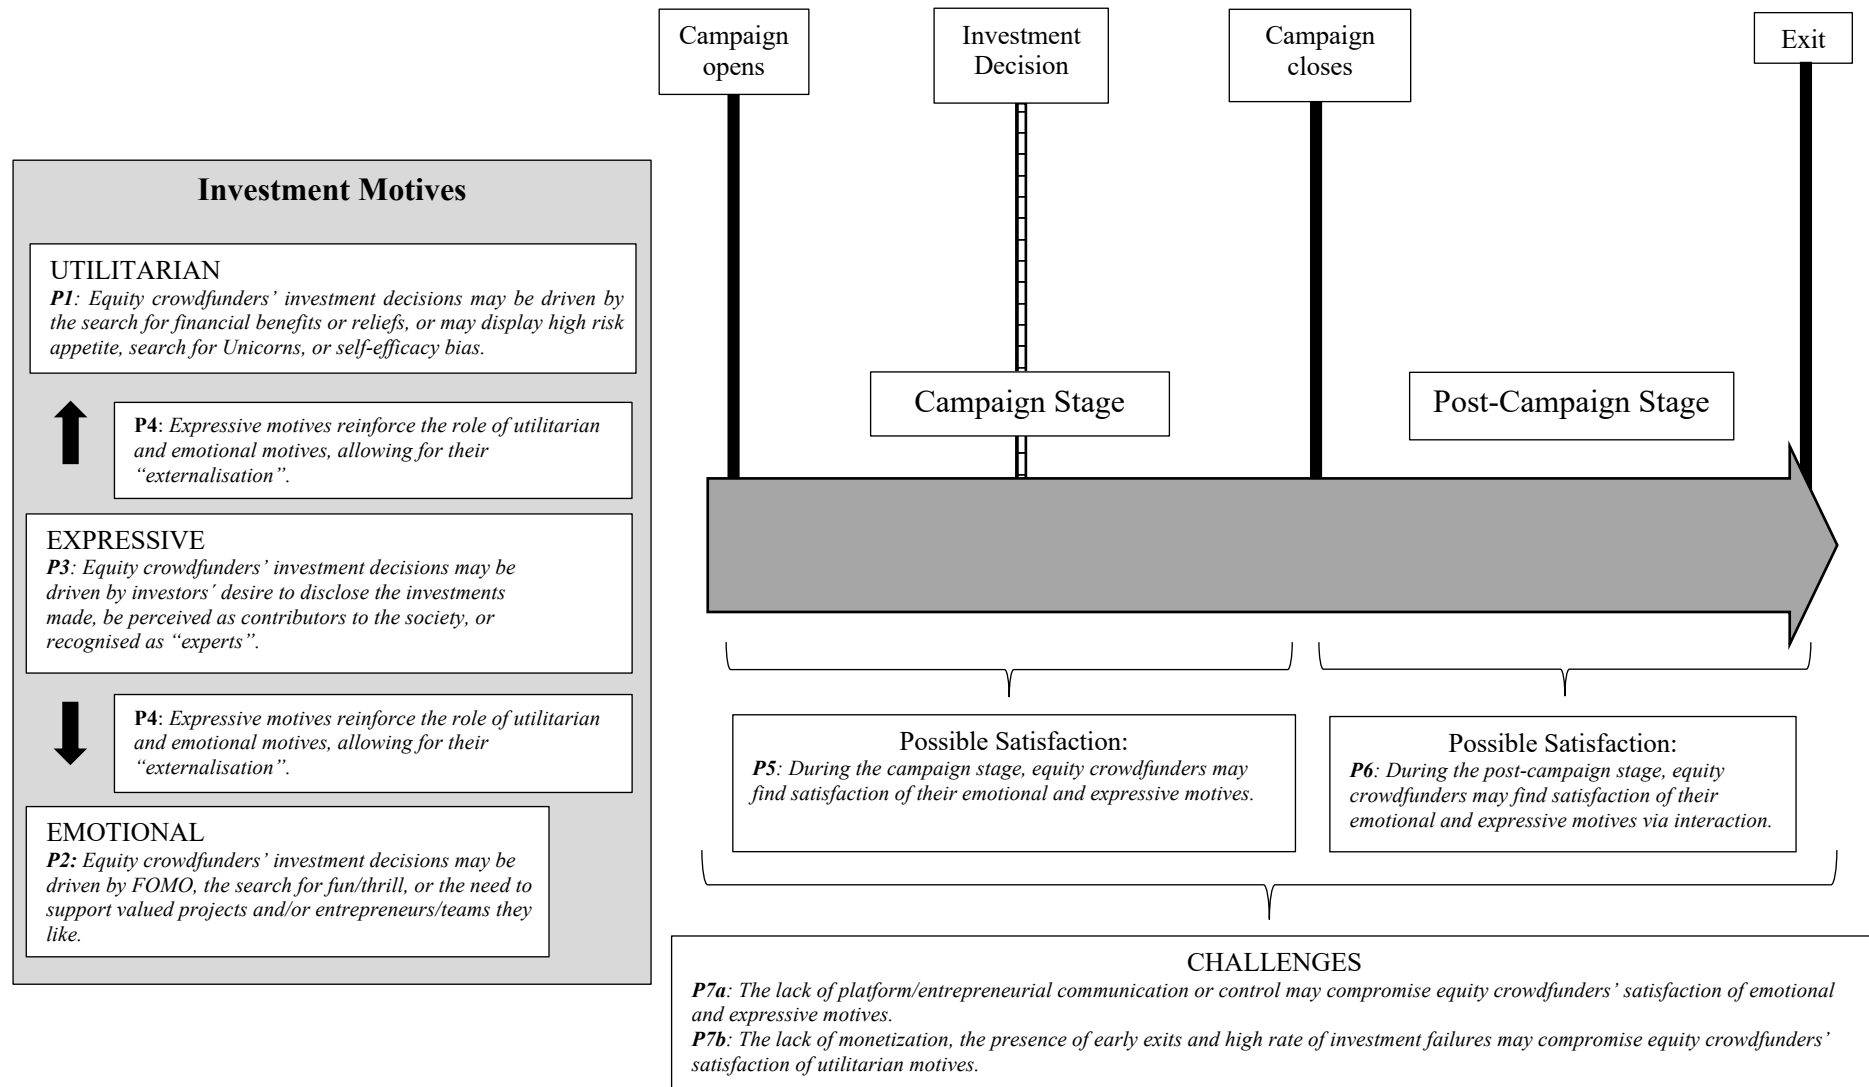 Campaign
opens
Investment
Decision
Campaign
closes
Exit
Investment Motives
UTILITARIAN
P1: Equity crowdfunders’ investment decisions may be driven by
the search for financial benefits or reliefs, or may display high risk
appetite, search for Unicorns, or self-efficacy bias.
P4: Expressive motives reinforce the role of utilitarian
and emotional motives, allowing for their
“externalisation”.
EXPRESSIVE
P3: Equity crowdfunders’ investment decisions may be
driven by investors´ desire to disclose the investments
made, be perceived as contributors to the society, or
recognised as “experts”.
P4: Expressive motives reinforce the role of utilitarian
and emotional motives, allowing for their
“externalisation”.
EMOTIONAL
P2: Equity crowdfunders’ investment decisions may be
driven by FOMO, the search for fun/thrill, or the need to
support valued projects and/or entrepreneurs/teams they
like.
Campaign Stage
Post-Campaign Stage
Possible Satisfaction:
P5: During the campaign stage, equity crowdfunders may
find satisfaction of their emotional and expressive motives.
Possible Satisfaction:
P6: During the post-campaign stage, equity
crowdfunders may find satisfaction of their
emotional and expressive motives via interaction.
CHALLENGES
P7a: The lack of platform/entrepreneurial communication or control may compromise equity crowdfunders’ satisfaction of emotional
and expressive motives.
P7b: The lack of monetization, the presence of early exits and high rate of investment failures may compromise equity crowdfunders’
satisfaction of utilitarian motives.